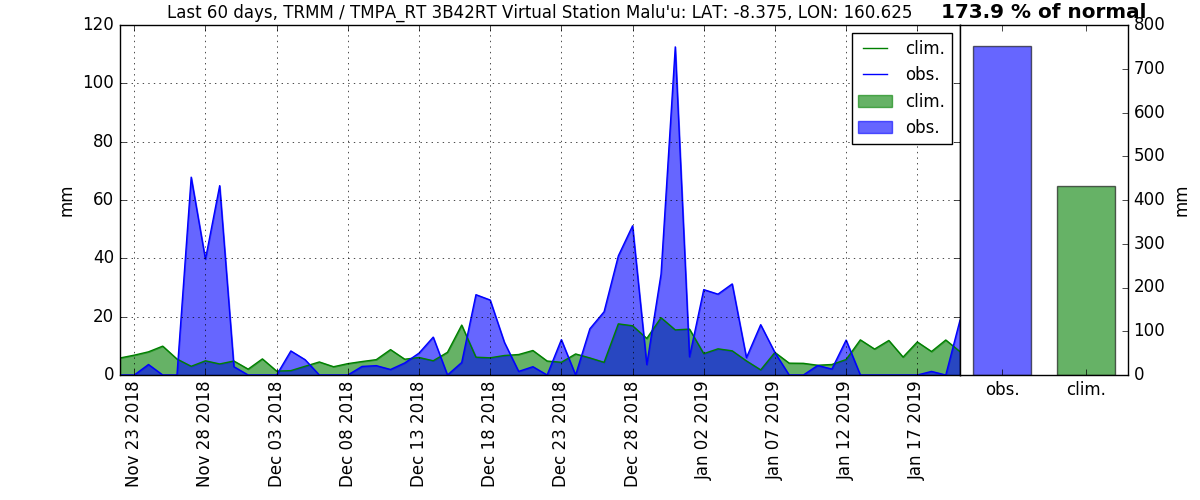 Last 60 days, TRMM / TMPA_RT 3B42RT Virtual Station Malu'u: LAT: -8.375, LON: 160.625
173.9 % of normal
120
100
80
60
40
20
0
mm
clim.
obs.
clim.
obs.
Nov 23 2018
Nov 28 2018
Dec 03 2018
Dec 08 2018
Dec 13 2018
Dec 18 2018
Dec 23 2018
Dec 28 2018
Jan 02 2019
Jan 07 2019
Jan 12 2019
Jan 17 2019
800
700
600
500
400
300
200
100
0
mm
obs.
clim.